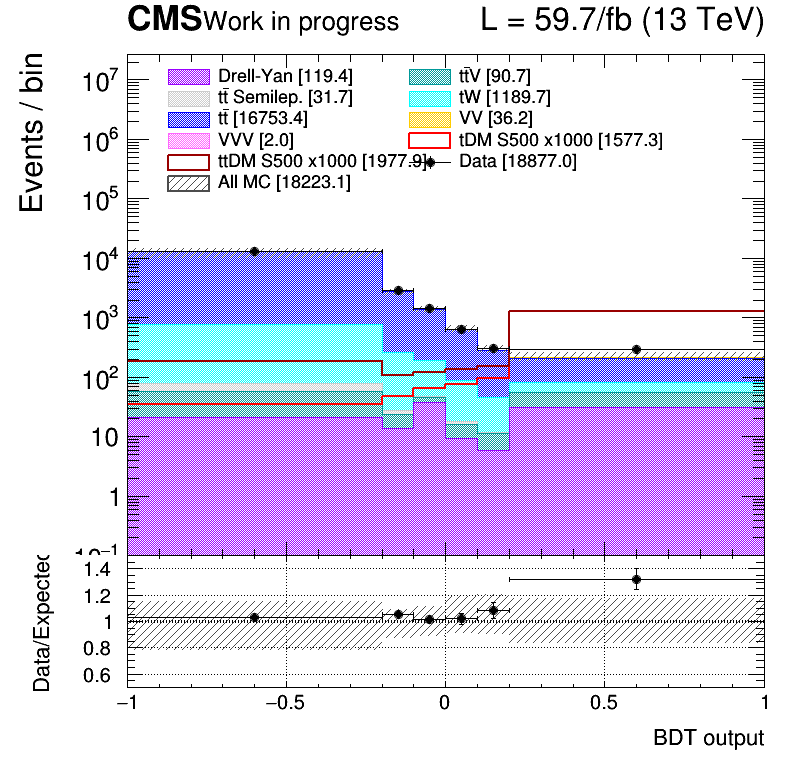 CMS Work in progress L = 59.7/fb (13 TeV)
Events / bin
Drell-Yan [119.4] tt̄V [90.7]
tt̄ Semilep. [31.7] tW [1189.7]
tt̄ [16753.4] VV [36.2]
VVV [2.0] tDM S500 x1000 [1577.3]
ttDM S500 x1000 [1977.9] Data [18877.0]
All MC [18223.1]
10⁷
10⁶
10⁵
10⁴
10³
10²
10
1
10⁻¹
Data/Expected
1.4
1.2
1
0.8
0.6
−1 −0.5 0 0.5 1
BDT output